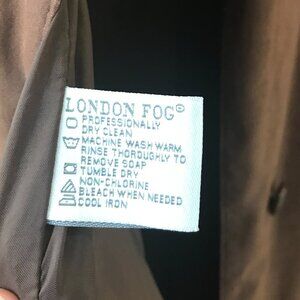 LONDON FOG®
PROFESSIONALLY
DRY CLEAN
MACHINE WASH WARM
RINSE THOROUGHLY TO
REMOVE SOAP
TUMBLE DRY
NON-CHLORINE
BLEACH WHEN NEEDED
COOL IRON